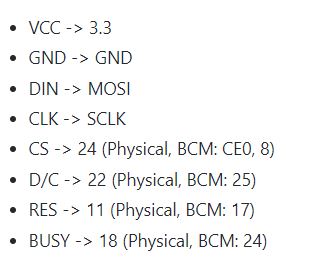 • VCC -> 3.3
• GND -> GND
• DIN -> MOSI
• CLK -> SCLK
• CS -> 24 (Physical, BCM: CE0, 8)
• D/C -> 22 (Physical, BCM: 25)
• RES -> 11 (Physical, BCM: 17)
• BUSY -> 18 (Physical, BCM: 24)